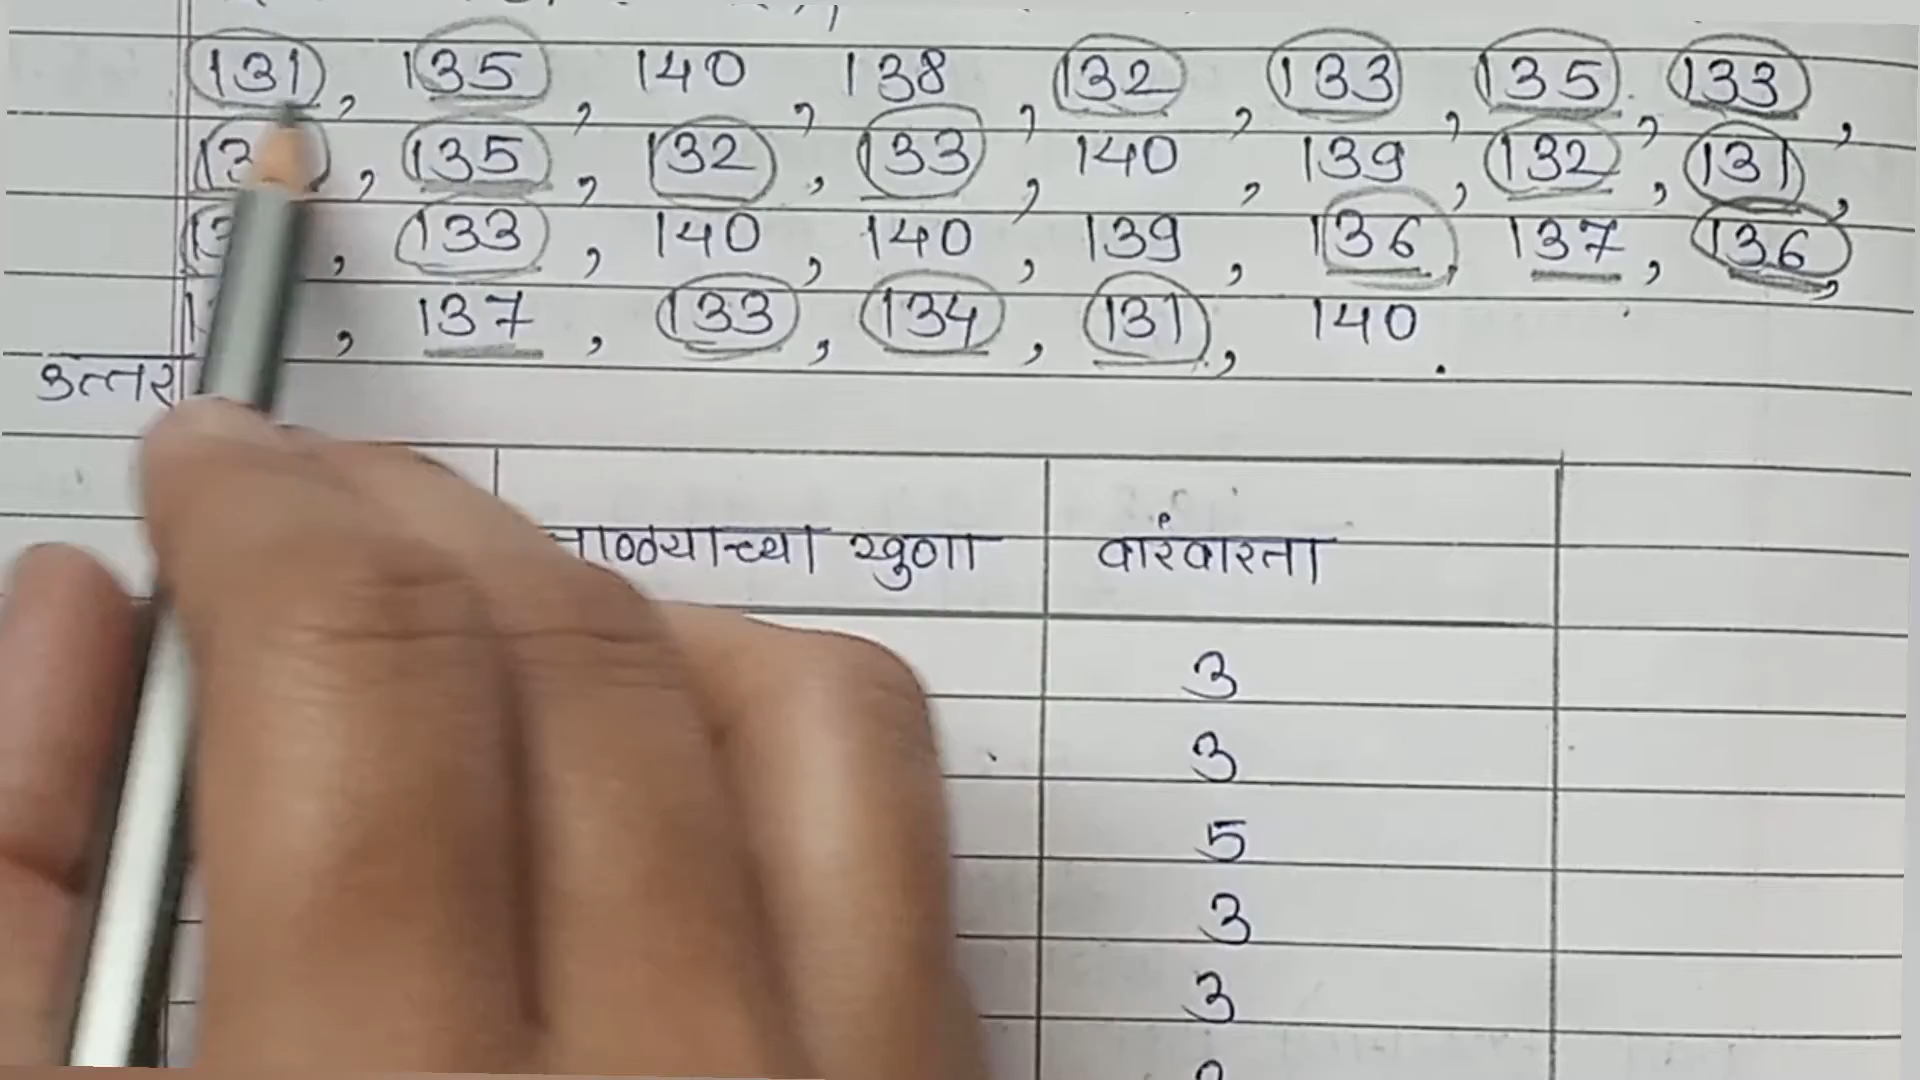 131, 135, 140, 138, 132, 133, 135, 133,
135, 132, 133, 140, 139, 132, 131,
133, 140, 140, 139, 136, 137, 136,
137, 133, 134, 131, 140.
उत्तर
ताळ्याच्या खुणा वारंवारता
3
3
5
3
3